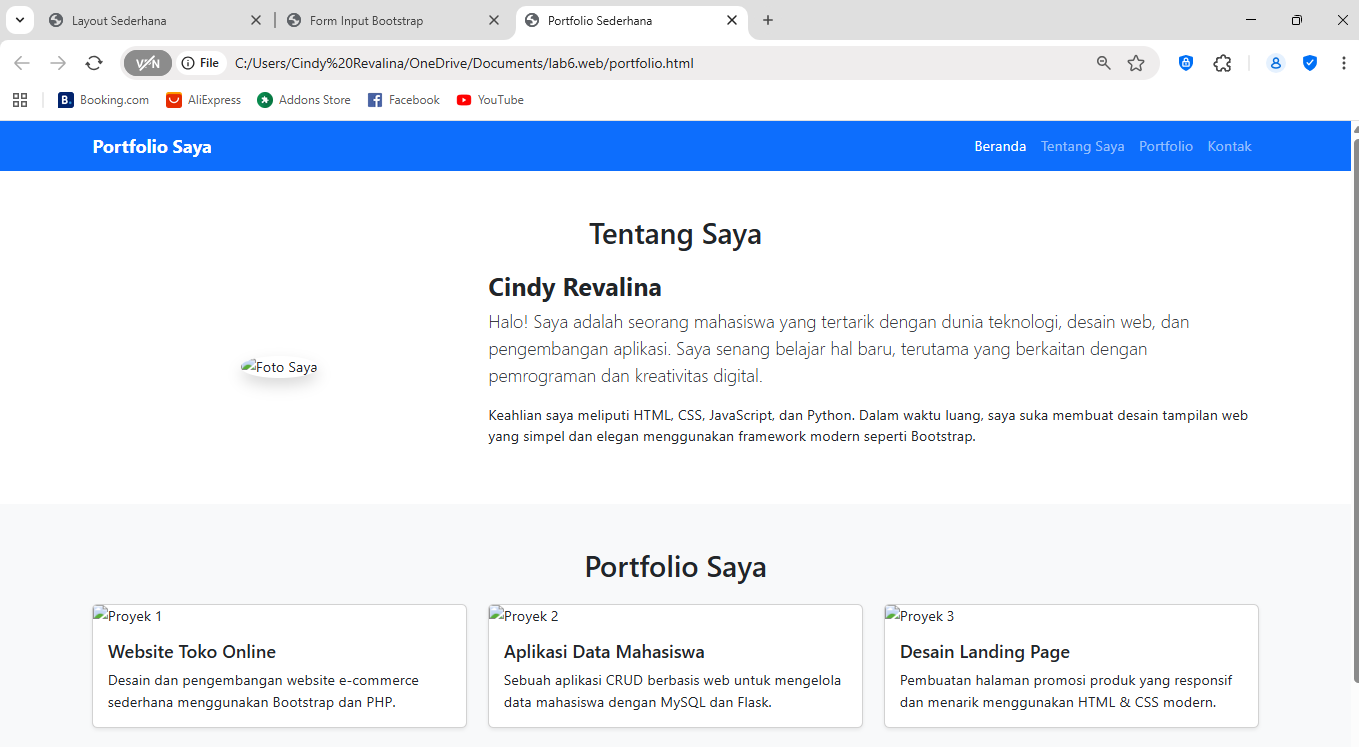 Layout Sederhana
Form Input Bootstrap
Portfolio Sederhana
VPN
File
C:/Users/Cindy%20Revalina/OneDrive/Documents/lab6.web/portfolio.html
B.
Booking.com
AliExpress
Addons Store
Facebook
YouTube
Portfolio Saya
Beranda
Tentang Saya
Portfolio
Kontak
Tentang Saya
Foto Saya
Cindy Revalina
Halo! Saya adalah seorang mahasiswa yang tertarik dengan dunia teknologi, desain web, dan
pengembangan aplikasi. Saya senang belajar hal baru, terutama yang berkaitan dengan
pemrograman dan kreativitas digital.
Keahlian saya meliputi HTML, CSS, JavaScript, dan Python. Dalam waktu luang, saya suka membuat desain tampilan web
yang simpel dan elegan menggunakan framework modern seperti Bootstrap.
Portfolio Saya
Proyek 1
Website Toko Online
Desain dan pengembangan website e-commerce
sederhana menggunakan Bootstrap dan PHP.
Proyek 2
Aplikasi Data Mahasiswa
Sebuah aplikasi CRUD berbasis web untuk mengelola
data mahasiswa dengan MySQL dan Flask.
Proyek 3
Desain Landing Page
Pembuatan halaman promosi produk yang responsif
dan menarik menggunakan HTML & CSS modern.